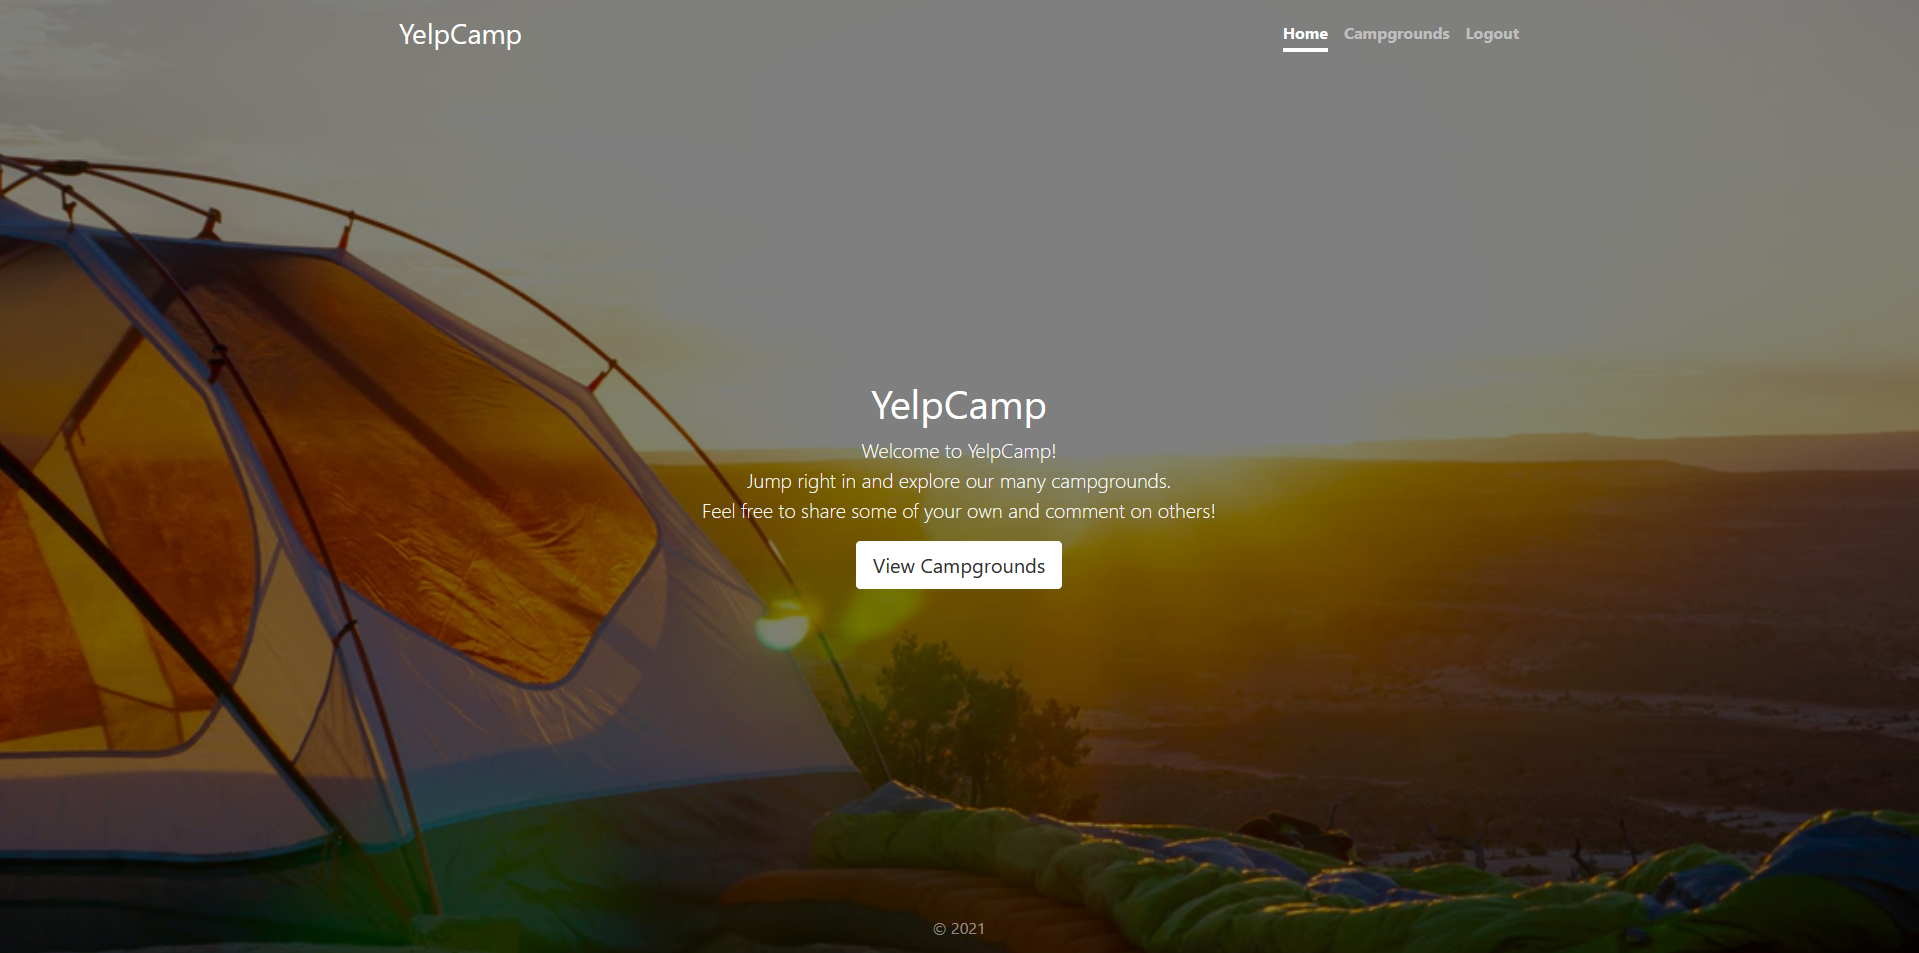 YelpCamp
Home Campgrounds Logout
YelpCamp
Welcome to YelpCamp!
Jump right in and explore our many campgrounds.
Feel free to share some of your own and comment on others!
View Campgrounds
© 2021